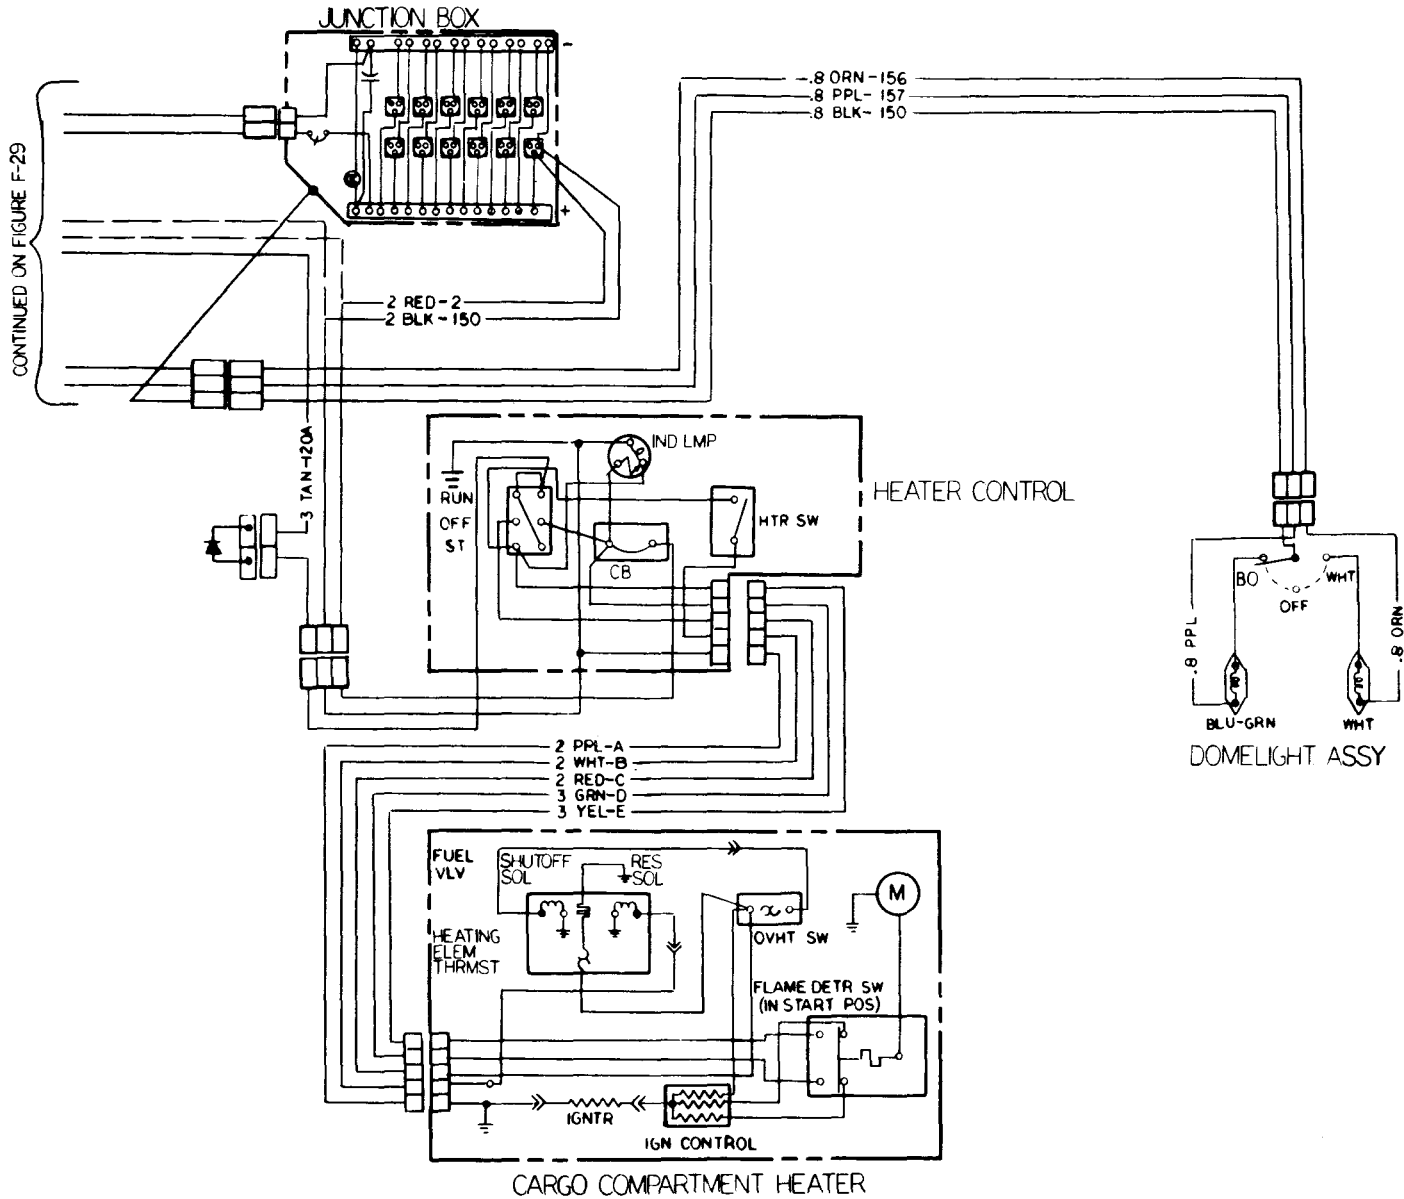 JUNCTION BOX
-
+
.8 ORN-156
.8 PPL-157
.8 BLK-150
CONTINUED ON FIGURE F-29
2 RED-2
2 BLK-150
3 TAN-120A
IND LMP
RUN
OFF
ST
HTR SW
CB
HEATER CONTROL
BO
WHT
OFF
.8 PPL
.8 ORN
BLU-GRN
WHT
DOMELIGHT ASSY
2 PPL-A
2 WHT-B
2 RED-C
3 GRN-D
3 YEL-E
FUEL
VLV
SHUTOFF
SOL
RES
SOL
M
HEATING
ELEM
THRMST
OVHT SW
FLAME DETR SW
(IN START POS)
IGNTR
IGN CONTROL
CARGO COMPARTMENT HEATER